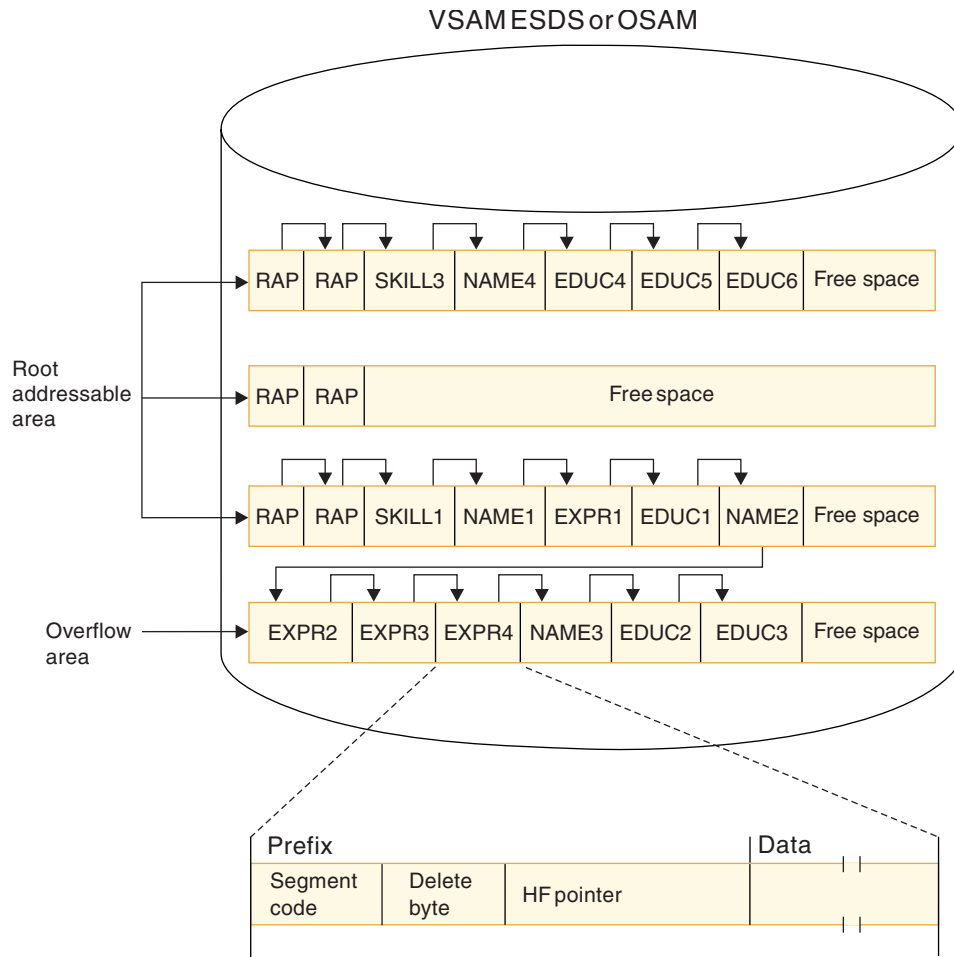 VSAM ESDS or OSAM
RAP RAP SKILL3 NAME4 EDUC4 EDUC5 EDUC6 Free space
Root
addressable
area
RAP RAP Free space
RAP RAP SKILL1 NAME1 EXPR1 EDUC1 NAME2 Free space
Overflow
area
EXPR2 EXPR3 EXPR4 NAME3 EDUC2 EDUC3 Free space
Prefix Data
Segment
code
Delete
byte
HF pointer